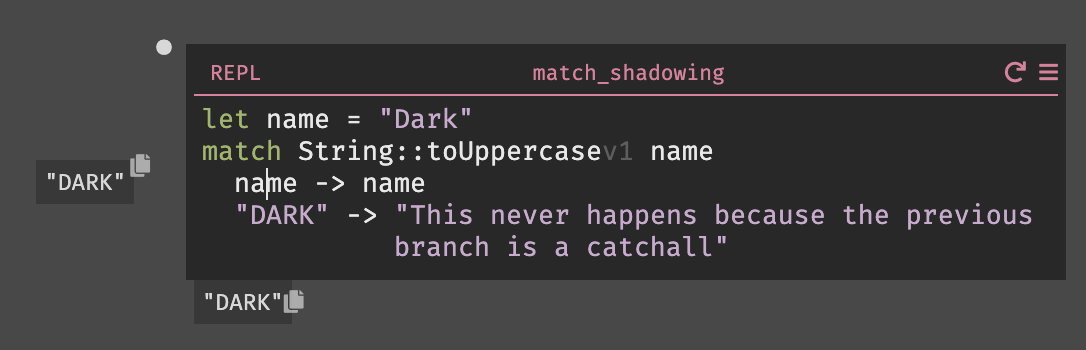 REPL match_shadowing
let name = "Dark"
match String::toUppercasev1 name
name -> name
"DARK"
"DARK" -> "This never happens because the previous
branch is a catchall"
"DARK"